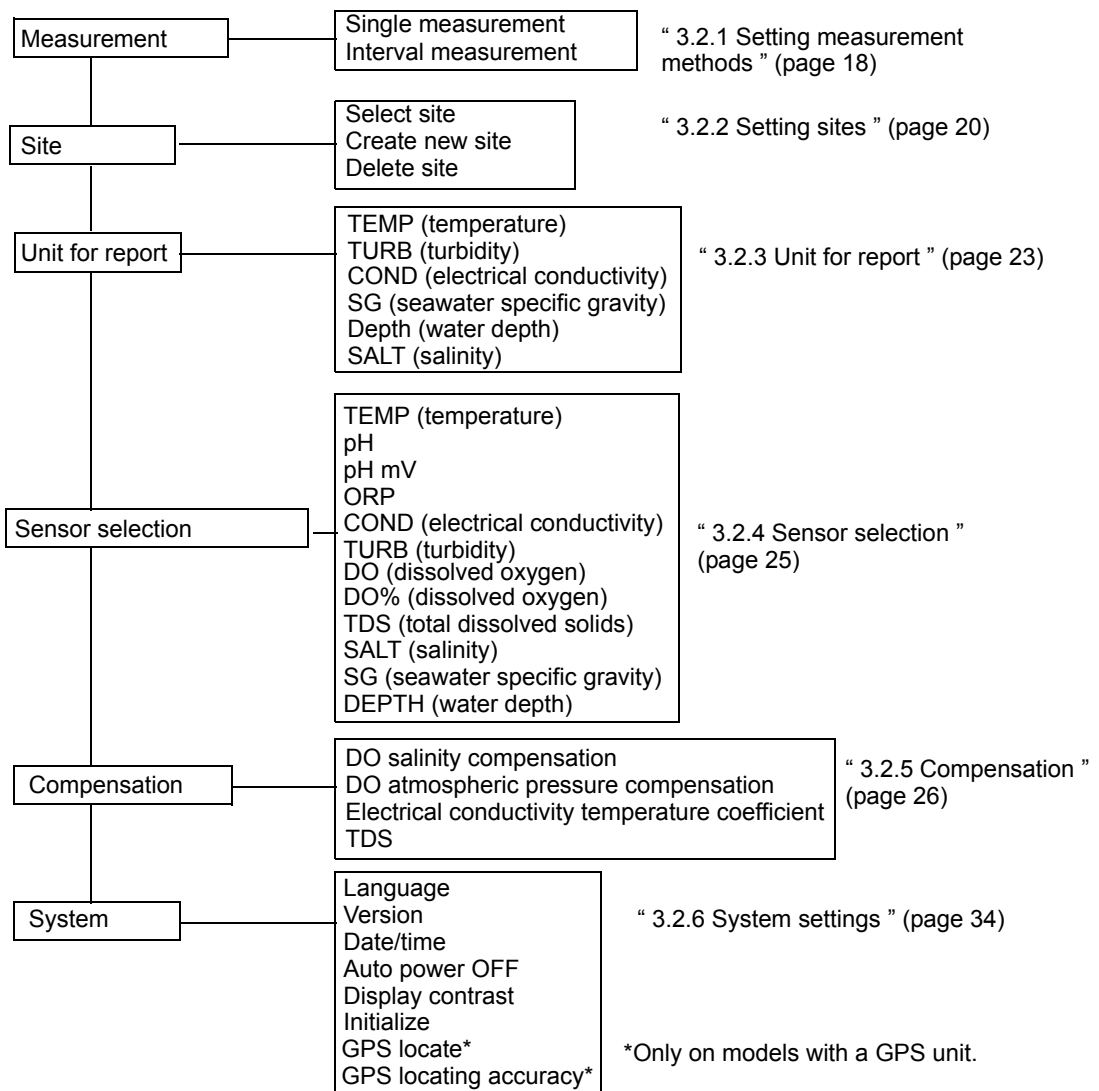 Measurement
Single measurement
Interval measurement
“ 3.2.1 Setting measurement
methods ” (page 18)
Site
Select site
Create new site
Delete site
“ 3.2.2 Setting sites ” (page 20)
Unit for report
TEMP (temperature)
TURB (turbidity)
COND (electrical conductivity)
SG (seawater specific gravity)
Depth (water depth)
SALT (salinity)
“ 3.2.3 Unit for report ” (page 23)
Sensor selection
TEMP (temperature)
pH
pH mV
ORP
COND (electrical conductivity)
TURB (turbidity)
DO (dissolved oxygen)
DO% (dissolved oxygen)
TDS (total dissolved solids)
SALT (salinity)
SG (seawater specific gravity)
DEPTH (water depth)
“ 3.2.4 Sensor selection ”
(page 25)
Compensation
DO salinity compensation
DO atmospheric pressure compensation
Electrical conductivity temperature coefficient
TDS
“ 3.2.5 Compensation ”
(page 26)
System
Language
Version
Date/time
Auto power OFF
Display contrast
Initialize
GPS locate*
GPS locating accuracy*
“ 3.2.6 System settings ” (page 34)
*Only on models with a GPS unit.